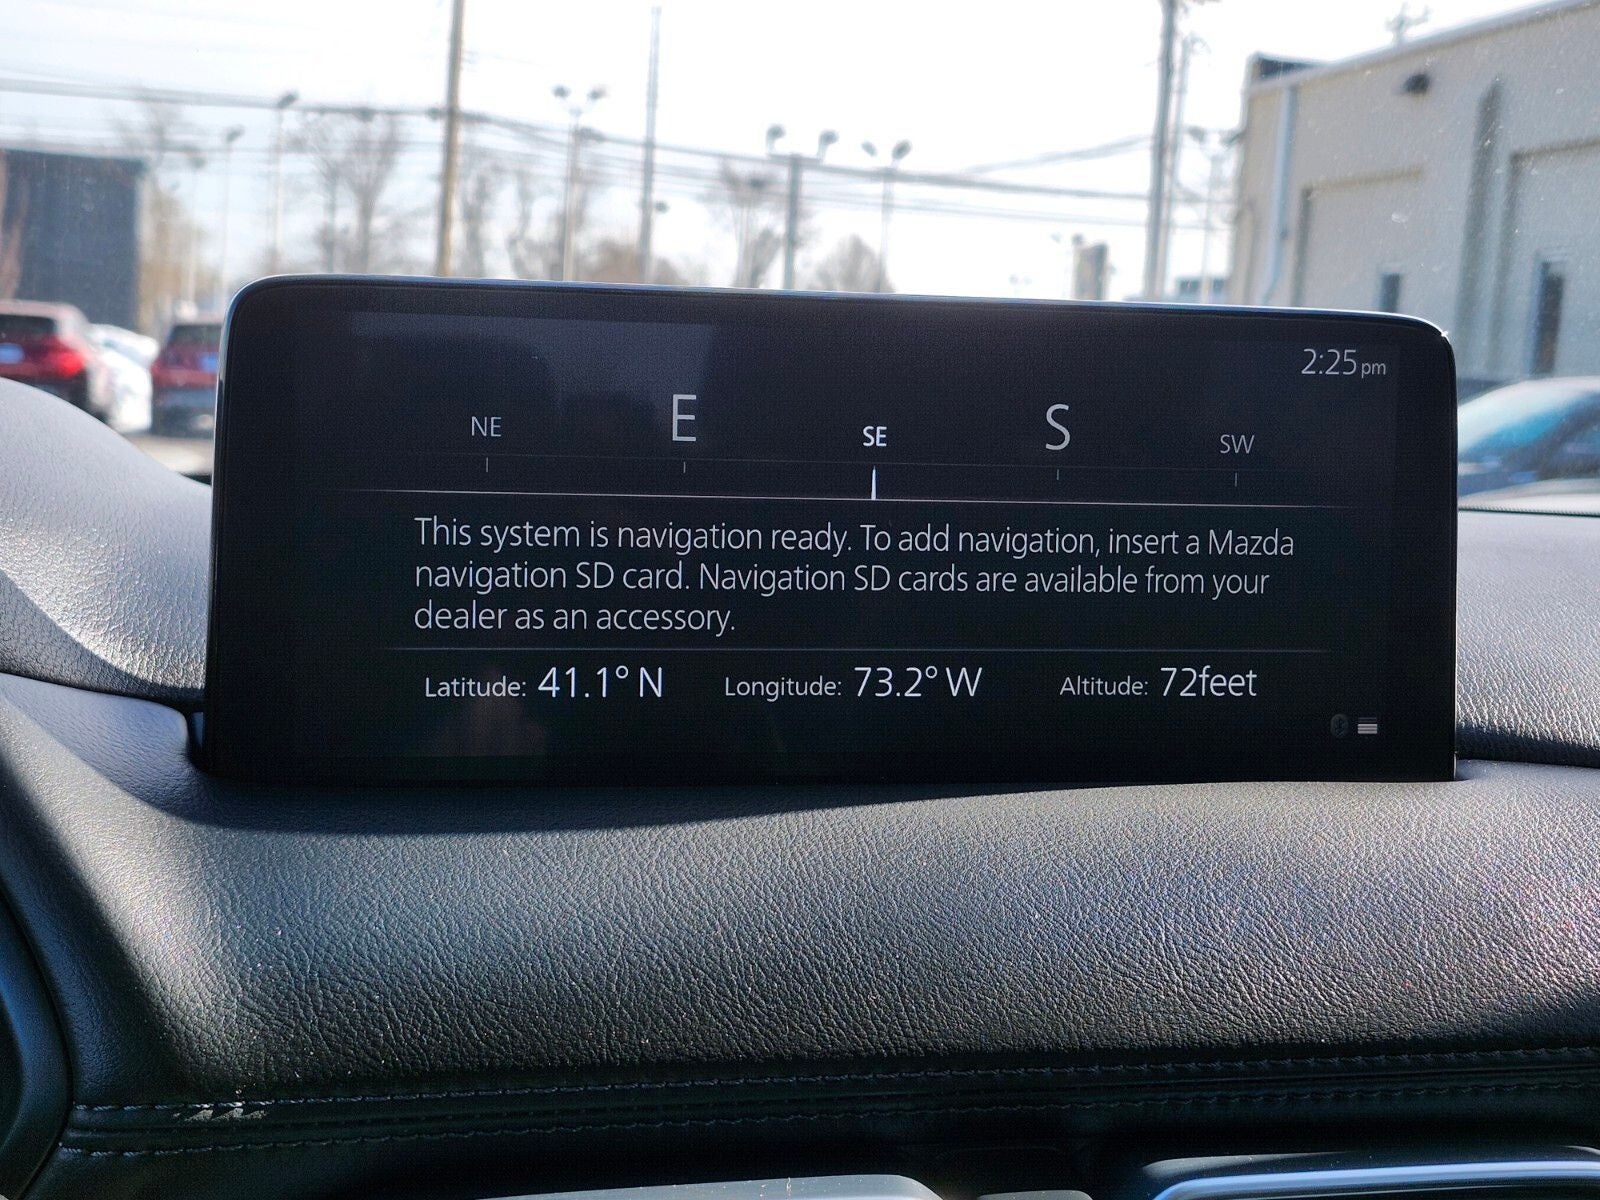 2:25 pm
NE E SE S SW
This system is navigation ready. To add navigation, insert a Mazda
navigation SD card. Navigation SD cards are available from your
dealer as an accessory.
Latitude: 41.1° N Longitude: 73.2° W Altitude: 72feet